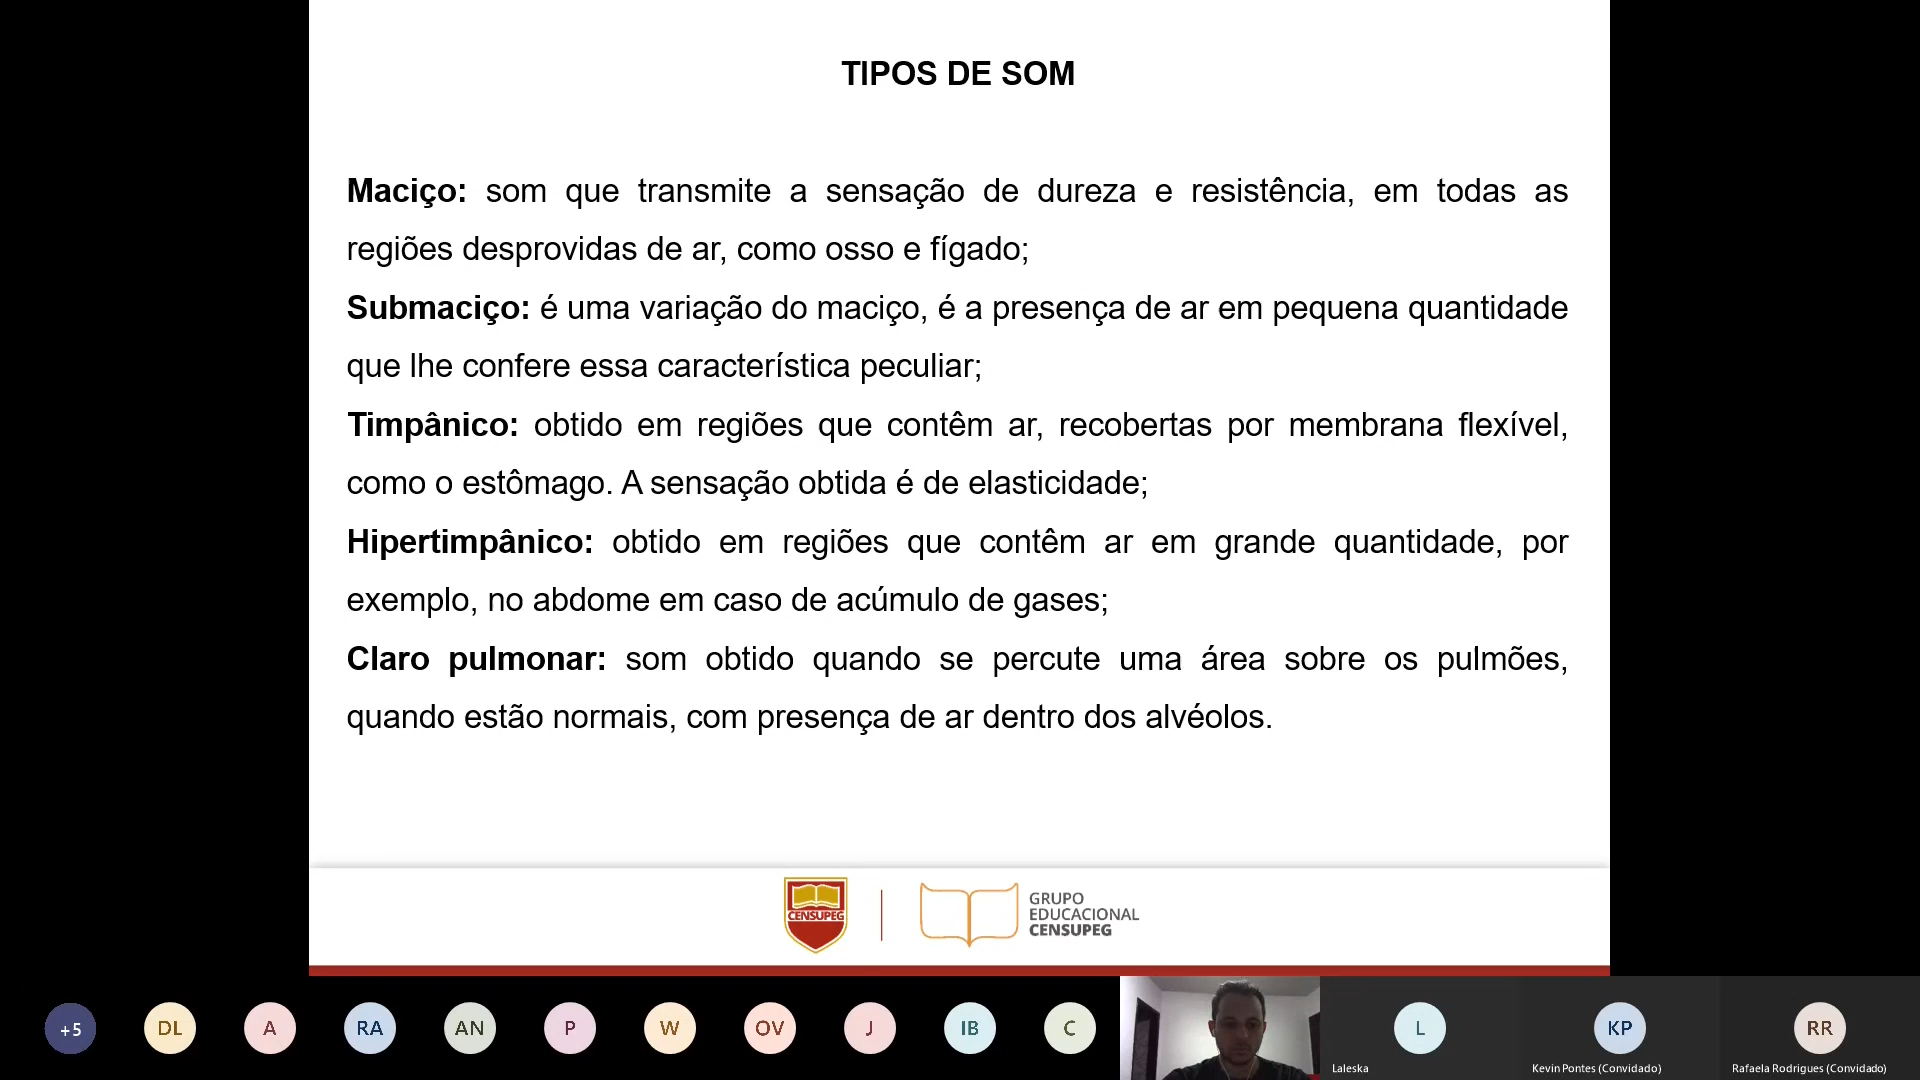 TIPOS DE SOM
Maciço: som que transmite a sensação de dureza e resistência, em todas as
regiões desprovidas de ar, como osso e fígado;
Submaciço: é uma variação do maciço, é a presença de ar em pequena quantidade
que lhe confere essa característica peculiar;
Timpânico: obtido em regiões que contêm ar, recobertas por membrana flexível,
como o estômago. A sensação obtida é de elasticidade;
Hipertimpânico: obtido em regiões que contêm ar em grande quantidade, por
exemplo, no abdome em caso de acúmulo de gases;
Claro pulmonar: som obtido quando se percute uma área sobre os pulmões,
quando estão normais, com presença de ar dentro dos alvéolos.
CENSUPEG
GRUPO
EDUCACIONAL
CENSUPEG
+5 DL A RA AN P W OV J IB C L KP RR
Laleska Kevin Pontes (Convidado) Rafaela Rodrigues (Convidado)